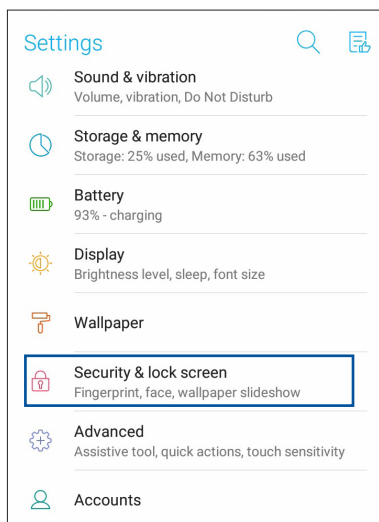 Settings
Sound & vibration
Volume, vibration, Do Not Disturb
Storage & memory
Storage: 25% used, Memory: 63% used
Battery
93% - charging
Display
Brightness level, sleep, font size
Wallpaper
Security & lock screen
Fingerprint, face, wallpaper slideshow
Advanced
Assistive tool, quick actions, touch sensitivity
Accounts